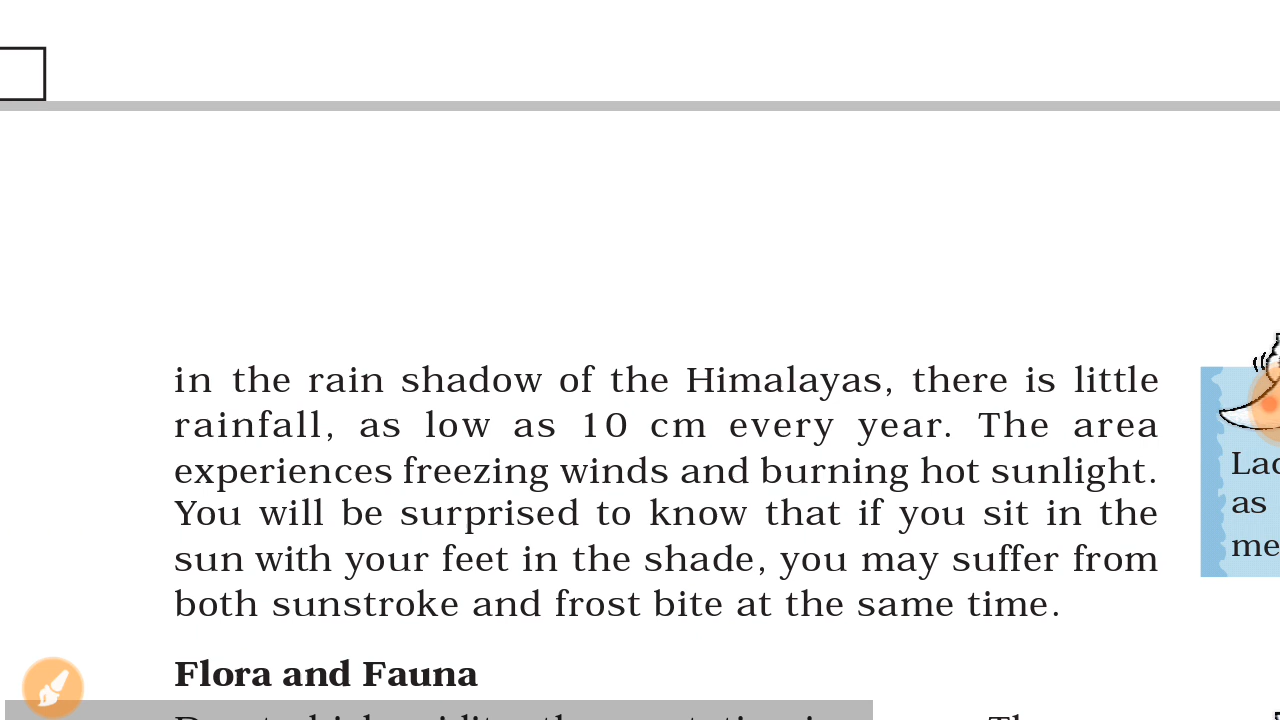 in the rain shadow of the Himalayas, there is little
rainfall, as low as 10 cm every year. The area
experiences freezing winds and burning hot sunlight.
You will be surprised to know that if you sit in the
sun with your feet in the shade, you may suffer from
both sunstroke and frost bite at the same time.
Flora and Fauna
as